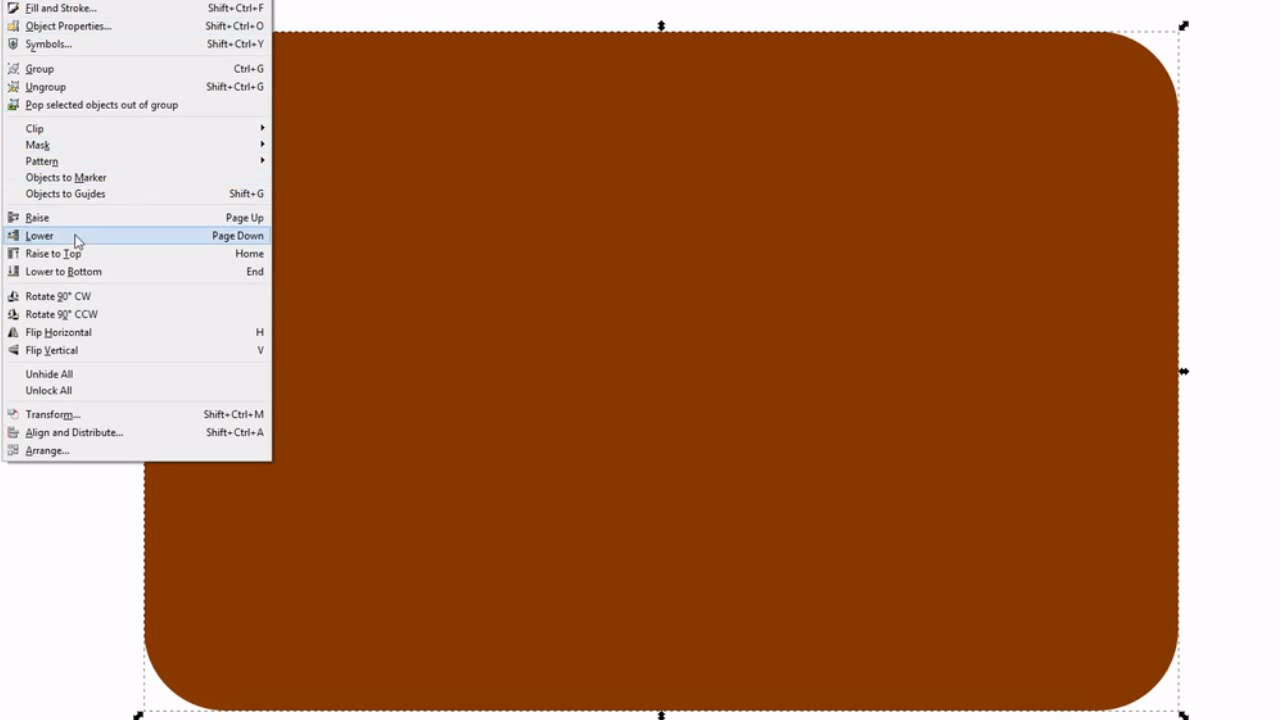 Fill and Stroke... Shift+Ctrl+F
Object Properties... Shift+Ctrl+O
Symbols... Shift+Ctrl+Y
Group Ctrl+G
Ungroup Shift+Ctrl+G
Pop selected objects out of group
Clip
Mask
Pattern
Objects to Marker
Objects to Guides Shift+G
Raise Page Up
Lower Page Down
Raise to Top Home
Lower to Bottom End
Rotate 90° CW
Rotate 90° CCW
Flip Horizontal H
Flip Vertical V
Unhide All
Unlock All
Transform... Shift+Ctrl+M
Align and Distribute... Shift+Ctrl+A
Arrange...